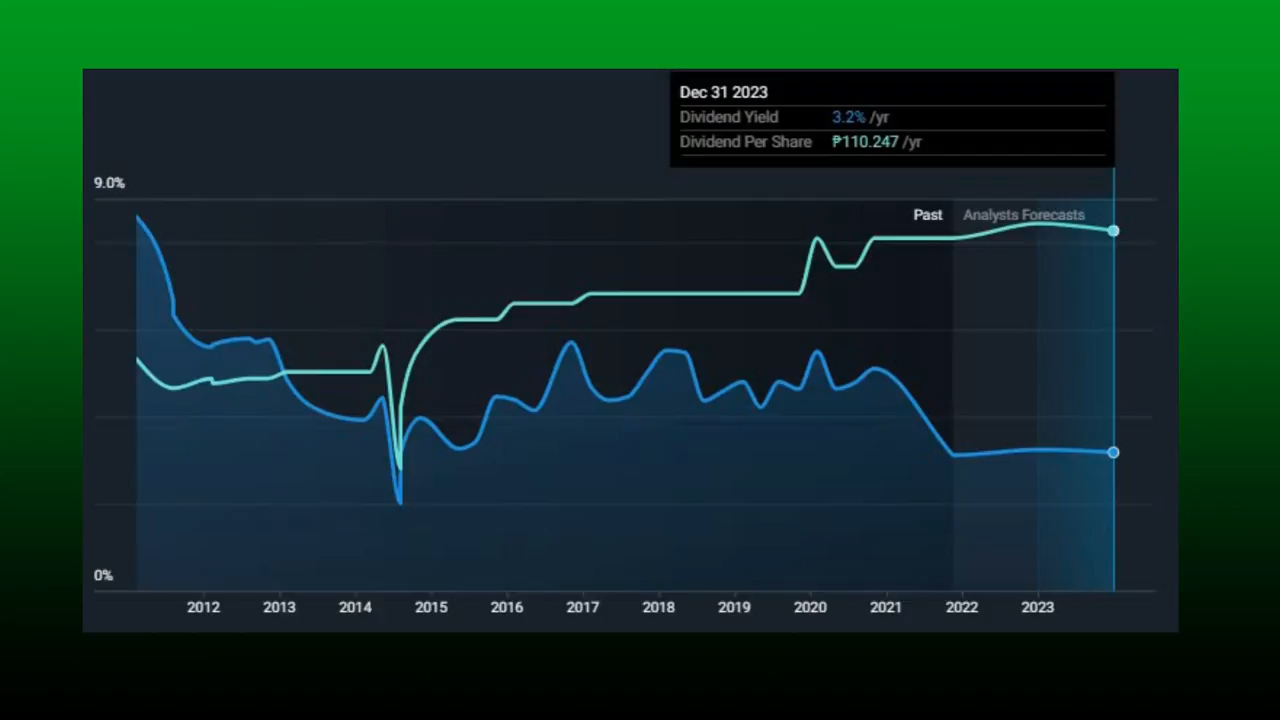 Dec 31 2023
Dividend Yield 3.2% /yr
Dividend Per Share ₱110.247 /yr
9.0%
Past Analysts Forecasts
0%
2012 2013 2014 2015 2016 2017 2018 2019 2020 2021 2022 2023